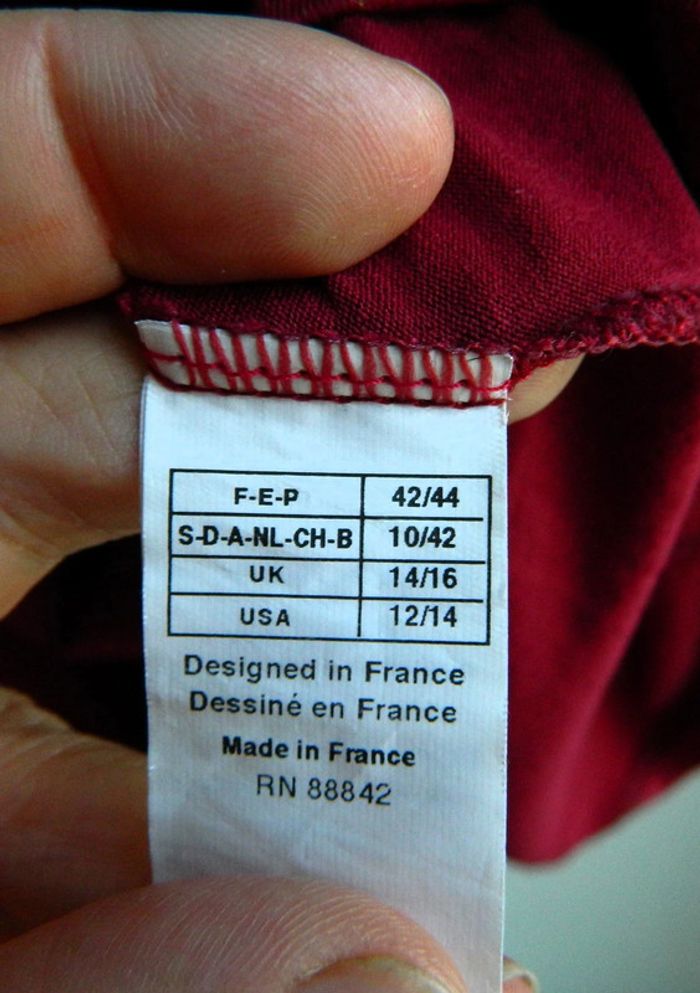 F-E-P 42/44
S-D-A-NL-CH-B 10/42
UK 14/16
USA 12/14
Designed in France
Dessiné en France
Made in France
RN 88842